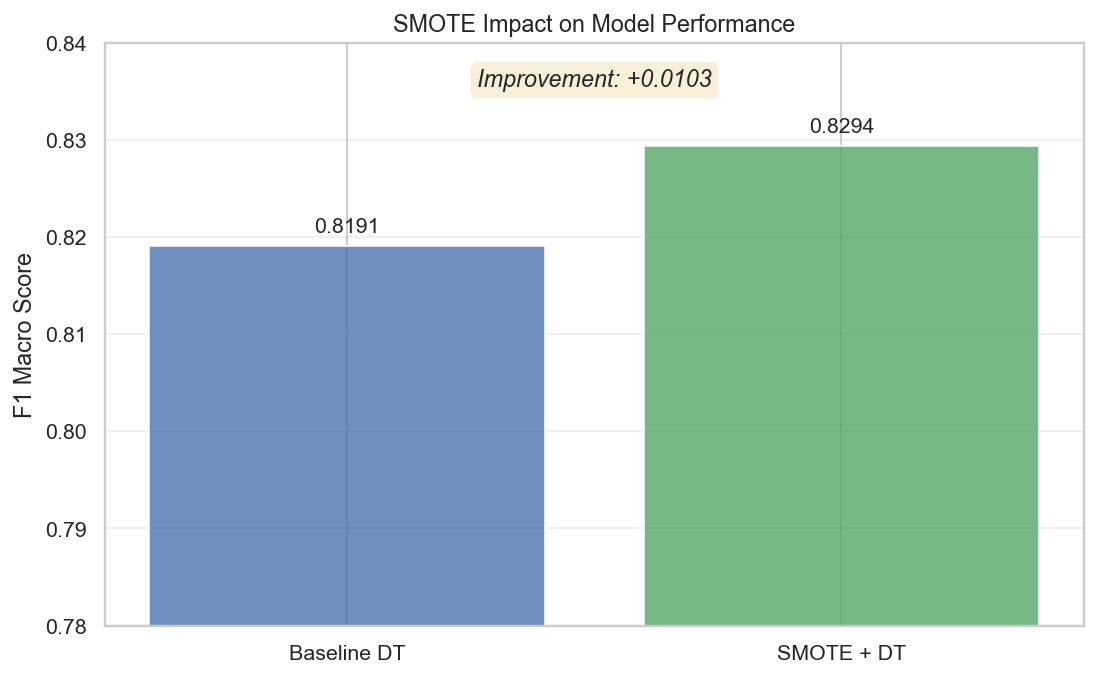 SMOTE Impact on Model Performance
0.84
Improvement: +0.0103
0.83
0.8294
0.82
0.8191
0.81
0.80
0.79
0.78
F1 Macro Score
Baseline DT
SMOTE + DT